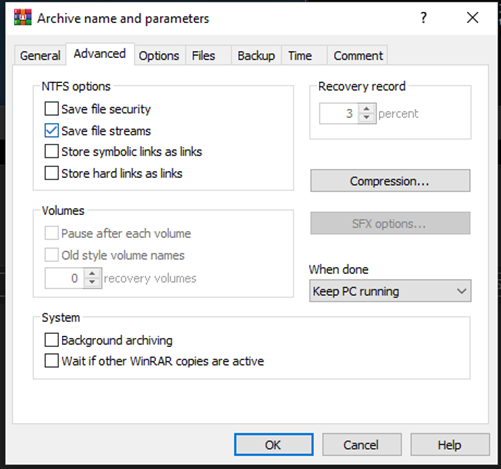 Archive name and parameters
?
General
Advanced
Options
Files
Backup
Time
Comment
NTFS options
Save file security
Save file streams
Store symbolic links as links
Store hard links as links
Volumes
Pause after each volume
Old style volume names
0 recovery volumes
Recovery record
3 percent
Compression...
SFX options...
When done
Keep PC running
System
Background archiving
Wait if other WinRAR copies are active
OK
Cancel
Help